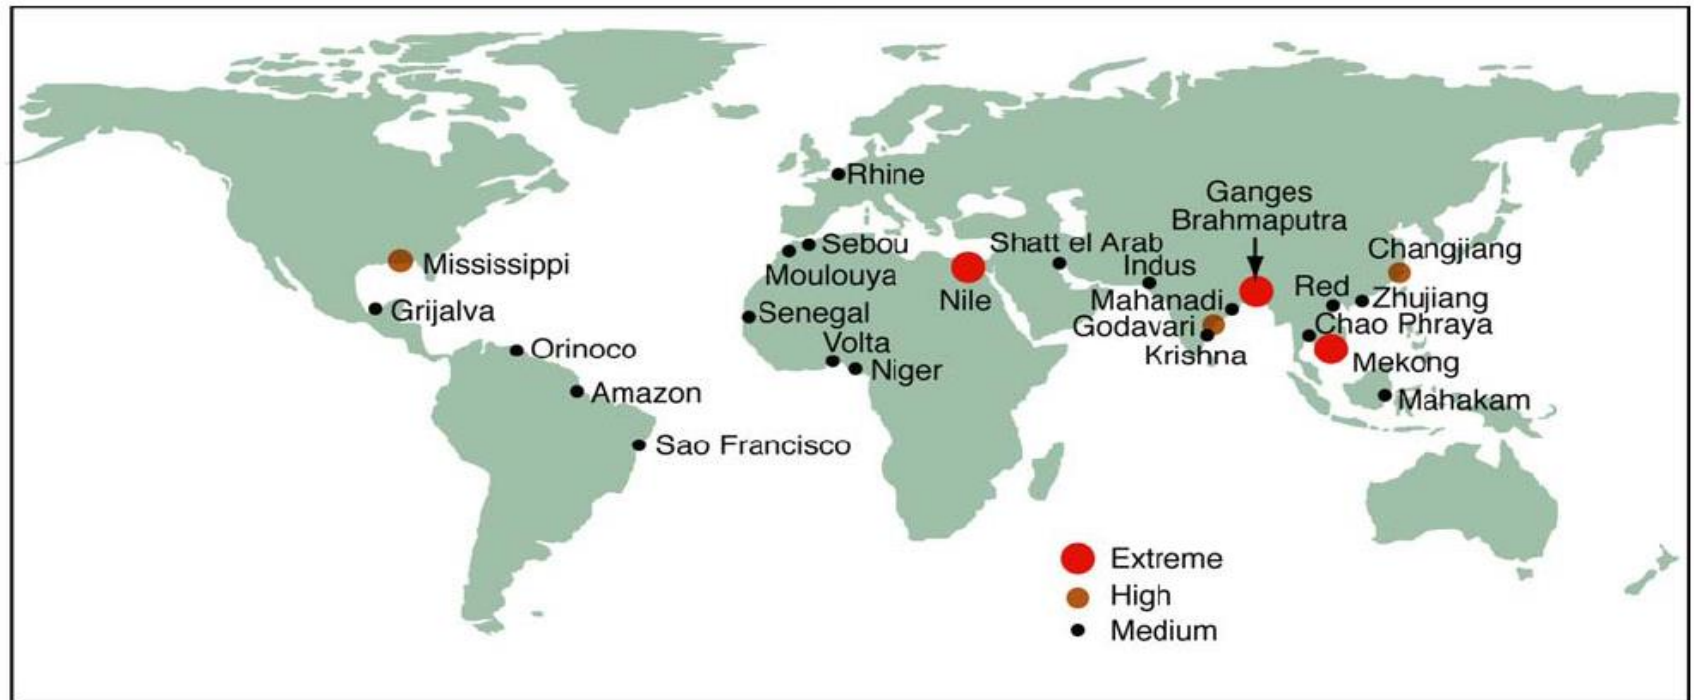 Rhine
Ganges
Brahmaputra
Sebou
Shatt el Arab
Changjiang
Mississippi
Moulouya
Indus
Nile
Red
Zhujiang
Mahanadi
Grijalva
Senegal
Godavari
Chao Phraya
Volta
Krishna
Orinoco
Niger
Mekong
Amazon
Mahakam
Sao Francisco
Extreme
High
Medium